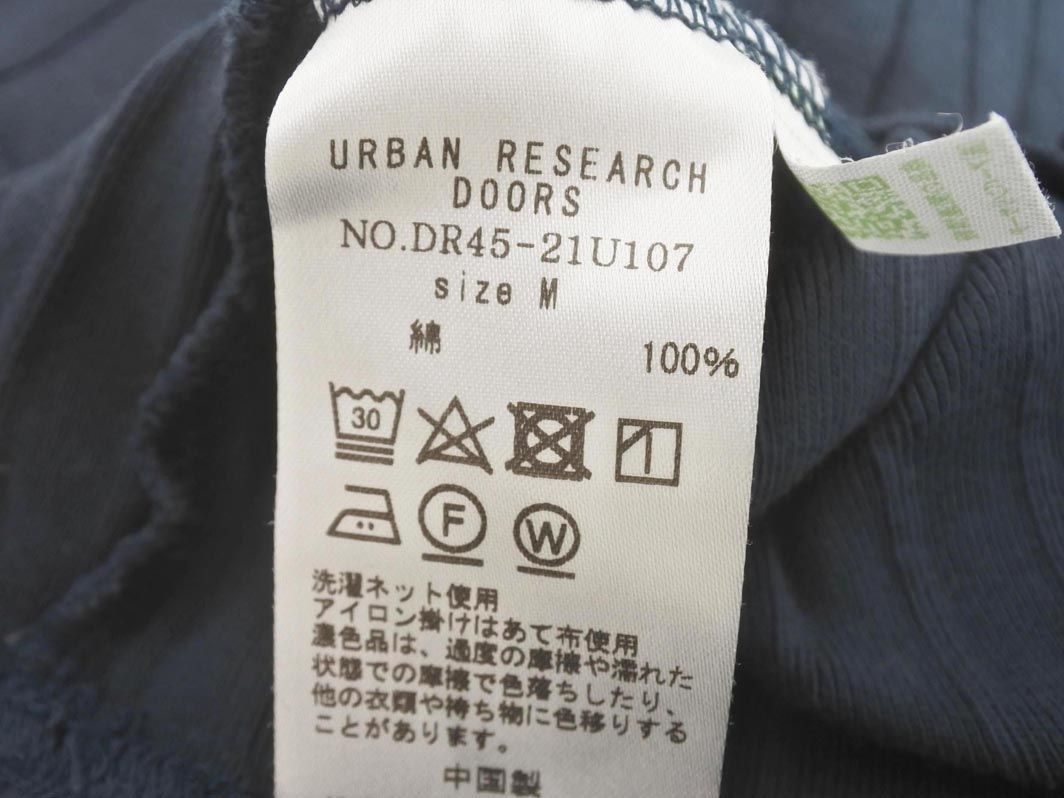 URBAN RESEARCH
DOORS
NO.DR45-21U107
size M
綿 100%
30
F
W
洗濯ネット使用
アイロン掛けはあて布使用
濃色品は、過度の摩擦や濡れた
状態での摩擦で色落ちしたり、
他の衣類や持ち物に色移りする
ことがあります。
中国製